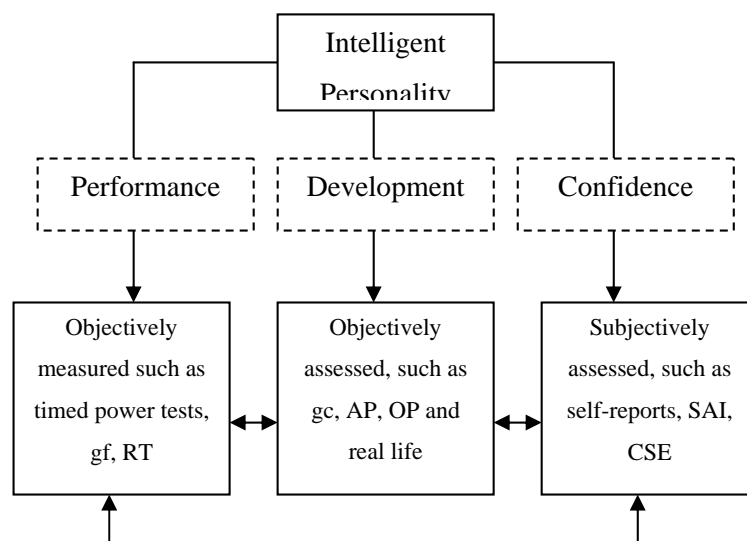 Intelligent
Personality
Performance
Development
Confidence
Objectively
measured such as
timed power tests,
gf, RT
Objectively
assessed, such as
gc, AP, OP and
real life
Subjectively
assessed, such as
self-reports, SAI,
CSE